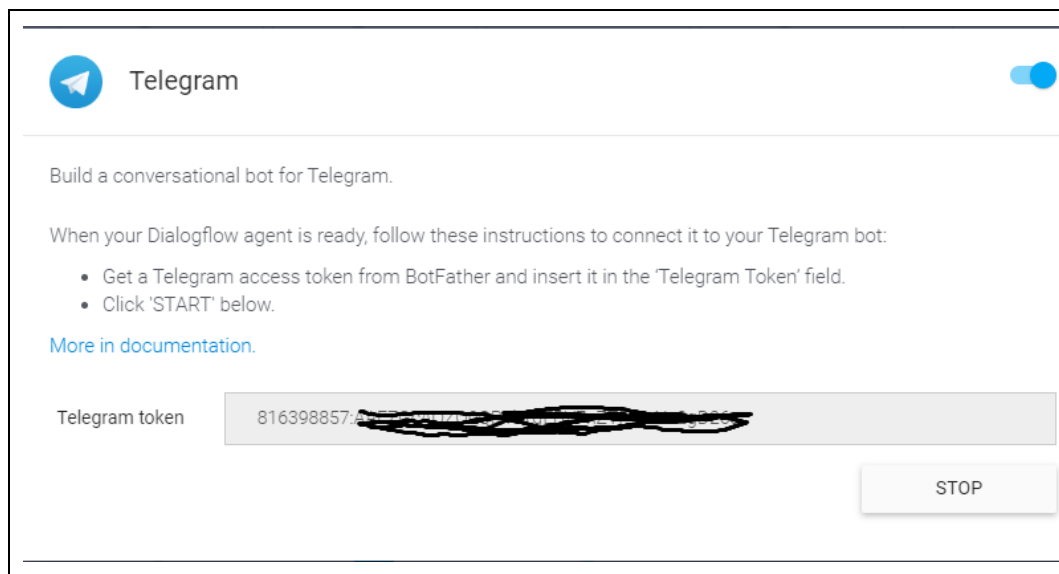 Telegram
Build a conversational bot for Telegram.
When your Dialogflow agent is ready, follow these instructions to connect it to your Telegram bot:
• Get a Telegram access token from BotFather and insert it in the ‘Telegram Token’ field.
• Click 'START' below.
More in documentation.
Telegram token 816398857:
STOP